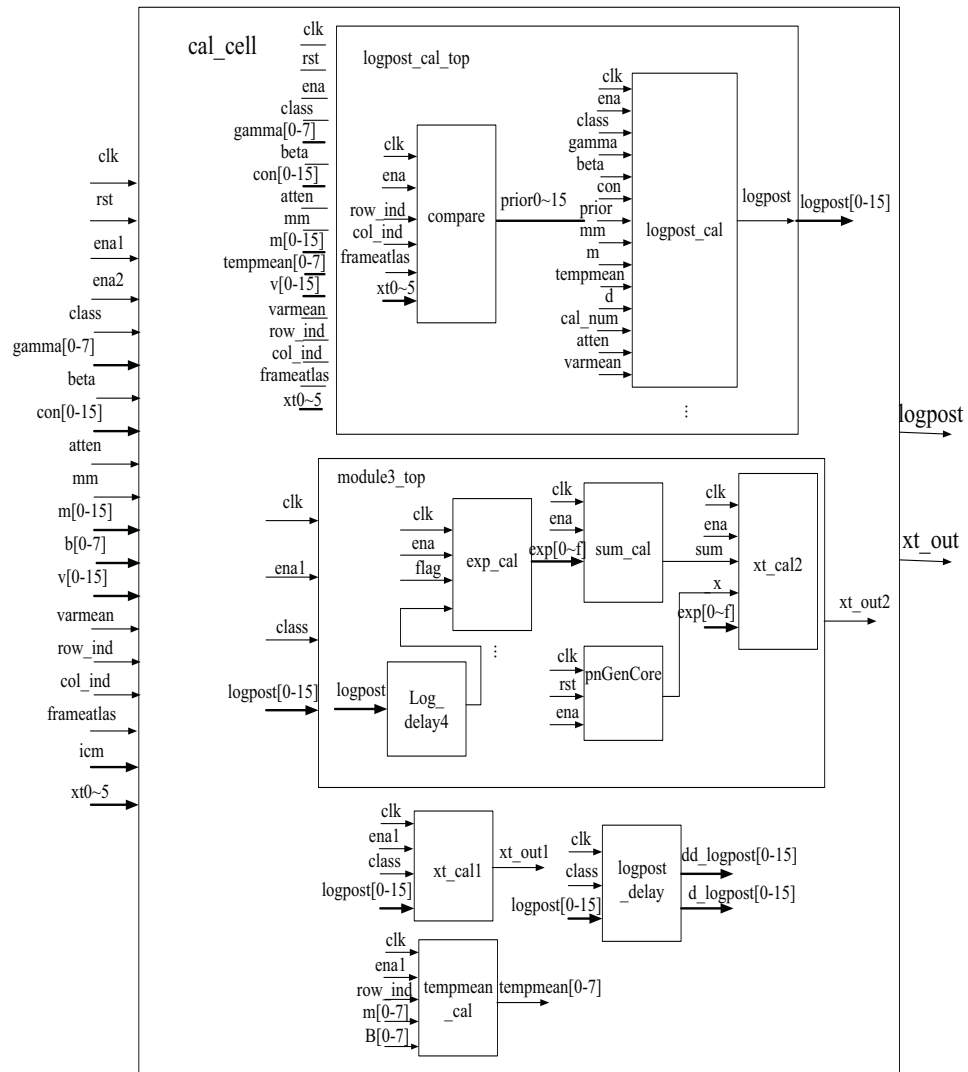 cal_cell
clk
rst
ena1
ena2
class
gamma[0-7]
beta
con[0-15]
atten
mm
m[0-15]
b[0-7]
v[0-15]
varmean
row_ind
col_ind
frameatlas
icm
xt0~5
clk
rst
ena
class
gamma[0-7]
beta
con[0-15]
atten
mm
m[0-15]
tempmean[0-7]
v[0-15]
varmean
row_ind
col_ind
frameatlas
xt0~5
logpost_cal_top
clk
ena
row_ind
col_ind
frameatlas
xt0~5
compare
prior0~15
clk
ena
class
gamma
beta
con
prior
mm
m
tempmean
d
cal_num
atten
varmean
logpost_cal
...
logpost
logpost[0-15]
logpost
xt_out
module3_top
clk
ena1
class
logpost[0-15]
logpost
Log_
delay4
clk
ena
flag
exp_cal
...
clk
ena
exp[0~f]
sum_cal
clk
rst
ena
pnGenCore
clk
ena
sum
_x
exp[0~f]
xt_cal2
xt_out2
clk
ena1
class
logpost[0-15]
xt_cal1
xt_out1
clk
class
logpost[0-15]
logpost
_delay
dd_logpost[0-15]
d_logpost[0-15]
clk
ena1
row_ind
m[0-7]
B[0-7]
tempmean
_cal
tempmean[0-7]